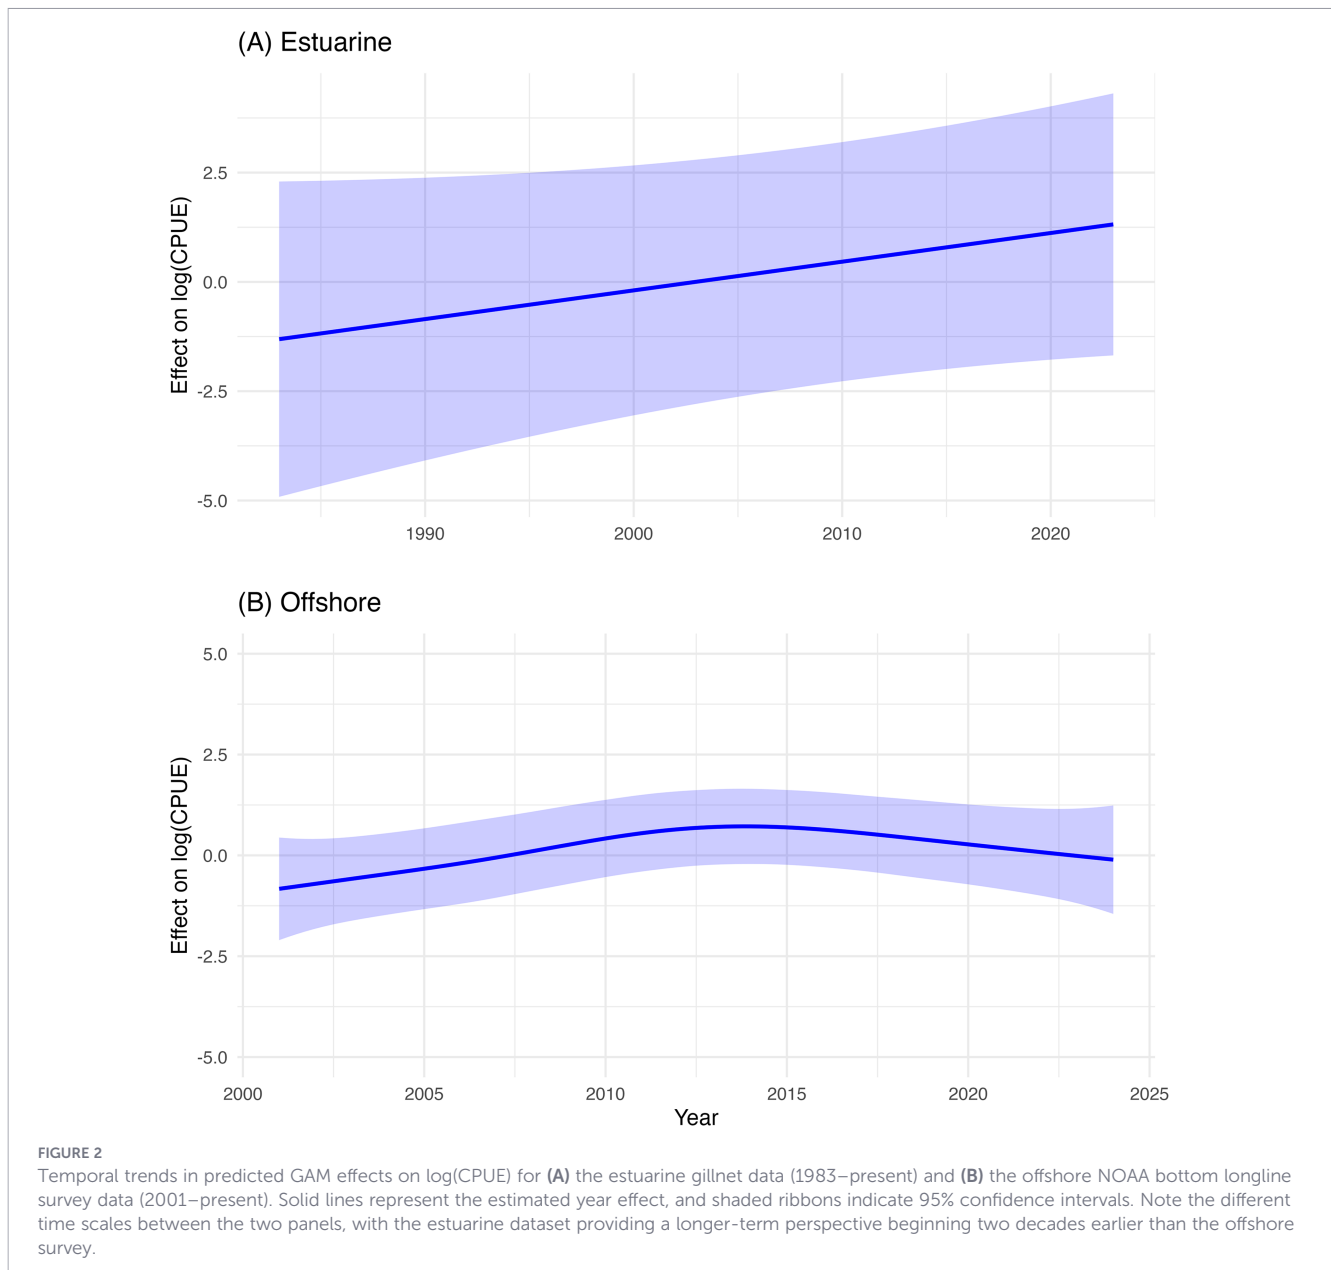 (A) Estuarine
Effect on log(CPUE)
2.5
0.0
-2.5
-5.0
1990 2000 2010 2020
(B) Offshore
Effect on log(CPUE)
5.0
2.5
0.0
-2.5
-5.0
2000 2005 2010 2015 2020 2025
Year
FIGURE 2
Temporal trends in predicted GAM effects on log(CPUE) for (A) the estuarine gillnet data (1983–present) and (B) the offshore NOAA bottom longline
survey data (2001–present). Solid lines represent the estimated year effect, and shaded ribbons indicate 95% confidence intervals. Note the different
time scales between the two panels, with the estuarine dataset providing a longer-term perspective beginning two decades earlier than the offshore
survey.